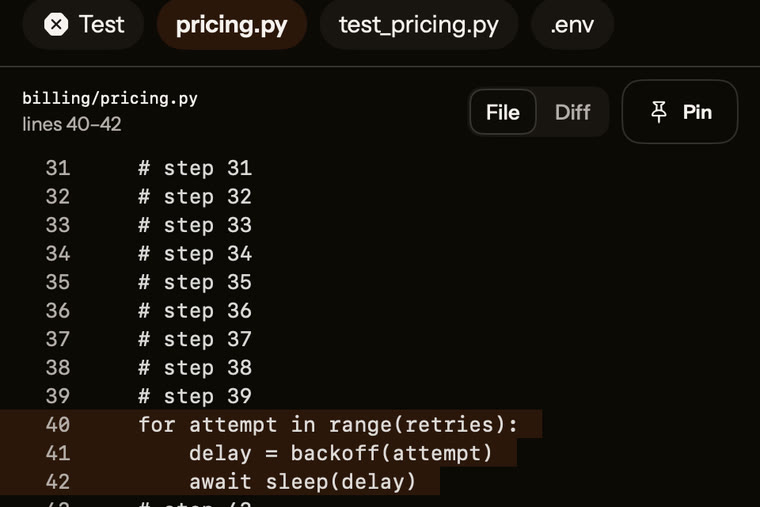 Test pricing.py test_pricing.py .env
billing/pricing.py
lines 40–42
File Diff Pin
31 # step 31
32 # step 32
33 # step 33
34 # step 34
35 # step 35
36 # step 36
37 # step 37
38 # step 38
39 # step 39
40 for attempt in range(retries):
41 delay = backoff(attempt)
42 await sleep(delay)